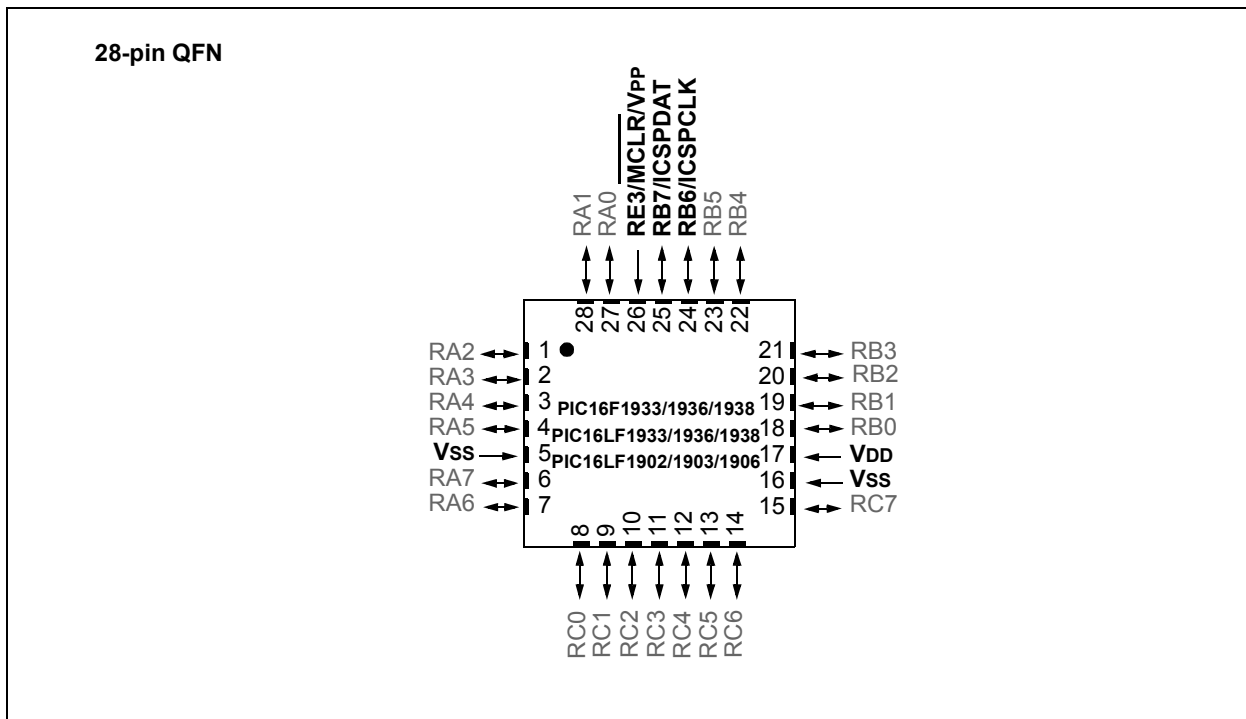 28-pin QFN
RA1
RA0
RE3/MCLR/VPP
RB7/ICSPDAT
RB6/ICSPCLK
RB5
RB4
28
27
26
25
24
23
22
RA2 1
RA3 2
RA4 3
RA5 4
VSS 5
RA7 6
RA6 7
PIC16F1933/1936/1938
PIC16LF1933/1936/1938
PIC16LF1902/1903/1906
21 RB3
20 RB2
19 RB1
18 RB0
17 VDD
16 VSS
15 RC7
8
9
10
11
12
13
14
RC0
RC1
RC2
RC3
RC4
RC5
RC6